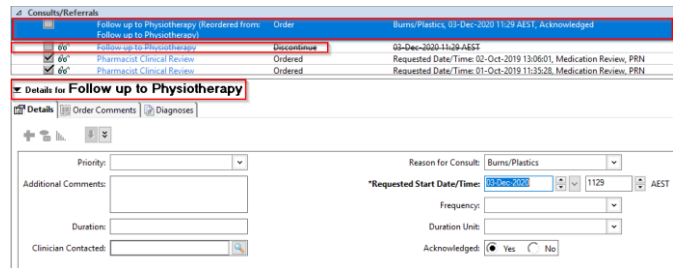 Consults/Referrals
Follow up to Physiotherapy (Reordered from: Order Burns/Plastics, 03-Dec-2020 11:29 AEST, Acknowledged
Follow up to Physiotherapy)
Follow up to Physiotherapy Discontinue 03-Dec-2020 11:29 AEST
Pharmacist Clinical Review Ordered Requested Date/Time: 02-Oct-2019 13:06:01, Medication Review, PRN
Pharmacist Clinical Review Ordered Requested Date/Time: 01-Oct-2019 11:35:28, Medication Review, PRN
Details for Follow up to Physiotherapy
Details Order Comments Diagnoses
Priority: Reason for Consult: Burns/Plastics
Additional Comments: *Requested Start Date/Time: 03-Dec-2020 1129 AEST
Frequency:
Duration: Duration Unit:
Clinician Contacted: Acknowledged: Yes No